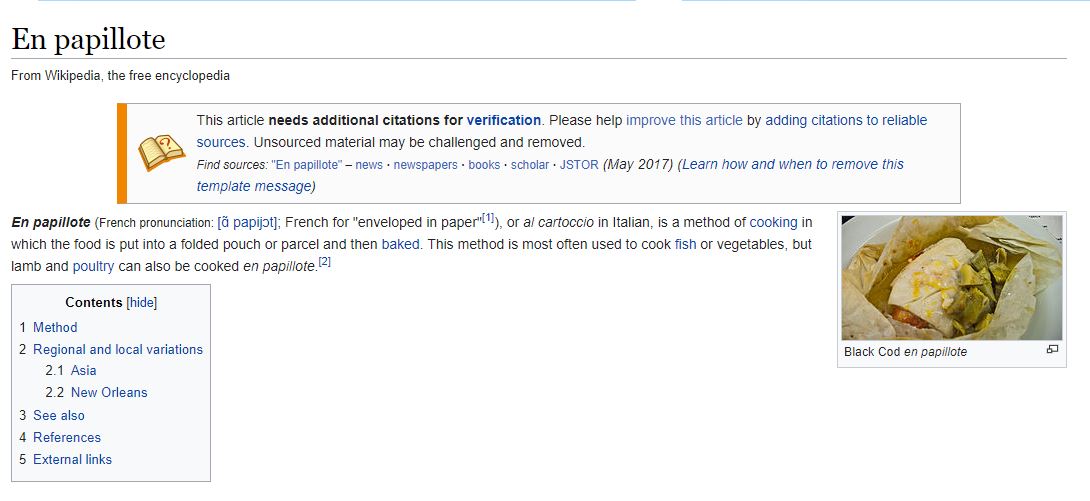 En papillote
From Wikipedia, the free encyclopedia
This article needs additional citations for verification. Please help improve this article by adding citations to reliable
sources. Unsourced material may be challenged and removed.
Find sources: "En papillote" – news · newspapers · books · scholar · JSTOR (May 2017) (Learn how and when to remove this
template message)
En papillote (French pronuncation: [ɑ̃ papijɔt]; French for "enveloped in paper"[1]), or al cartoccio in Italian, is a method of cooking in
which the food is put into a folded pouch or parcel and then baked. This method is most often used to cook fish or vegetables, but
lamb and poultry can also be cooked en papillote.[2]
Black Cod en papillote
Contents [hide]
1 Method
2 Regional and local variations
2.1 Asia
2.2 New Orleans
3 See also
4 References
5 External links